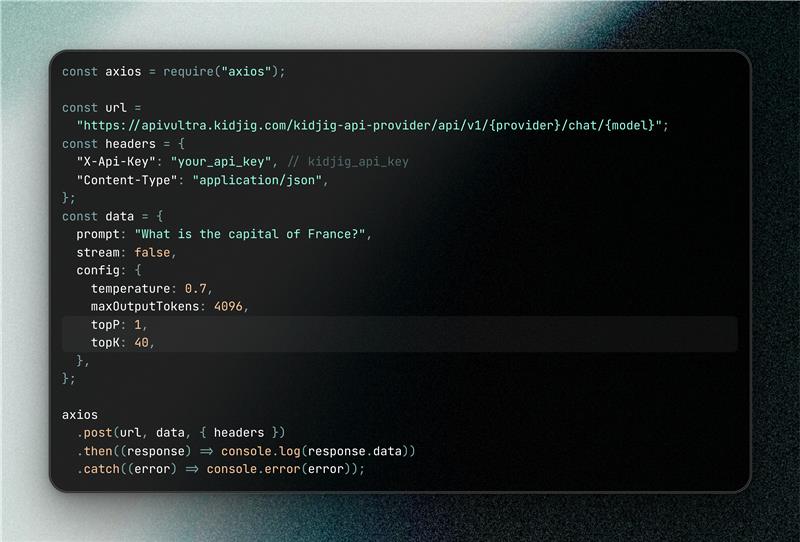 const axios = require("axios");
const url =
"https://apivultra.kidjig.com/kidjig-api-provider/api/v1/{provider}/chat/{model}";
const headers = {
"X-Api-Key": "your_api_key", // kidjig_api_key
"Content-Type": "application/json",
};
const data = {
prompt: "What is the capital of France?",
stream: false,
config: {
temperature: 0.7,
maxOutputTokens: 4096,
topP: 1,
topK: 40,
},
};
axios
.post(url, data, { headers })
.then((response) => console.log(response.data))
.catch((error) => console.error(error));